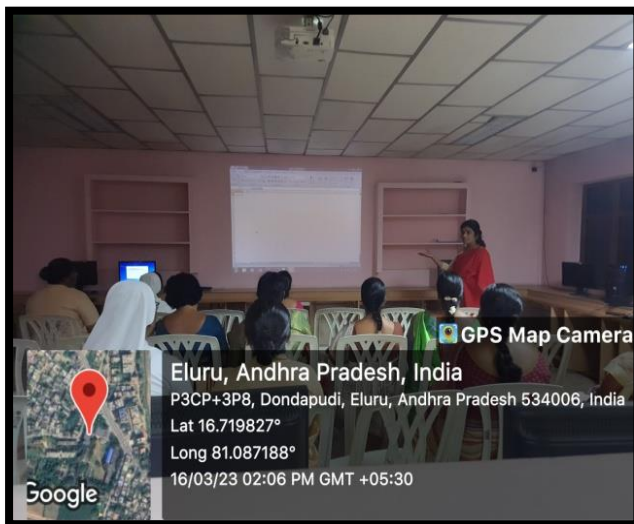 GPS Map Camera
Eluru, Andhra Pradesh, India
P3CP+3P8, Dondapudi, Eluru, Andhra Pradesh 534006, India
Lat 16.719827°
Long 81.087188°
16/03/23 02:06 PM GMT +05:30
Google